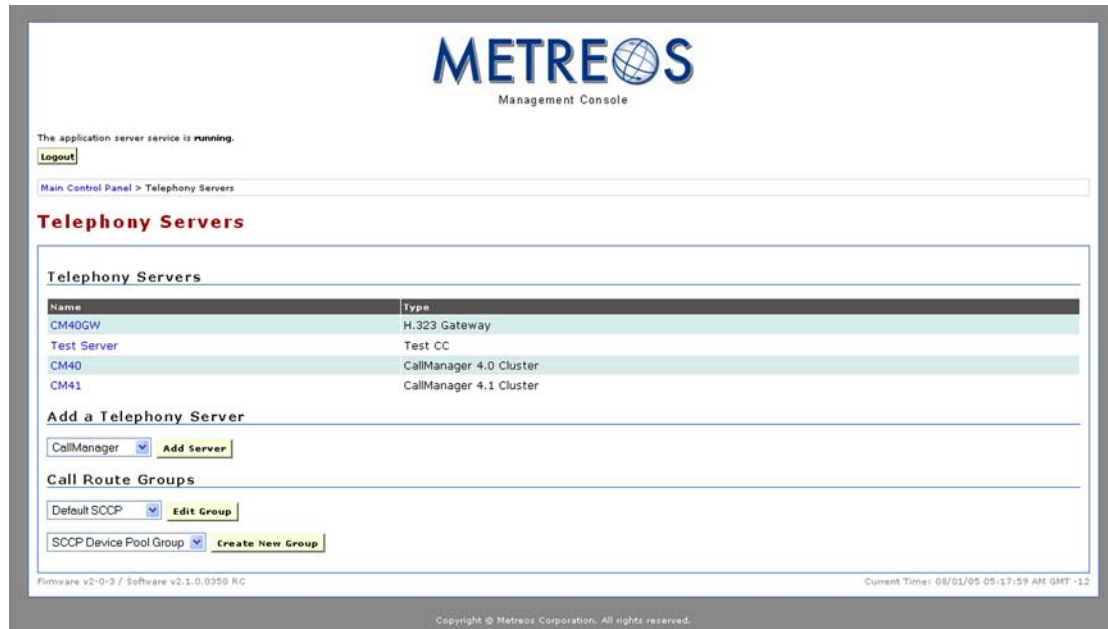 METREOS
Management Console
The application server service is running.
Logout
Main Control Panel > Telephony Servers
Telephony Servers
Telephony Servers
Name Type
CM40GW H.323 Gateway
Test Server Test CC
CM40 CallManager 4.0 Cluster
CM41 CallManager 4.1 Cluster
Add a Telephony Server
CallManager Add Server
Call Route Groups
Default SCCP Edit Group
SCCP Device Pool Group Create New Group
Firmware v2-0-3 / Software v2.1.0.0350 RC Current Time: 08/01/05 05:17:59 AM GMT -12
Copyright © Metreos Corporation. All rights reserved.